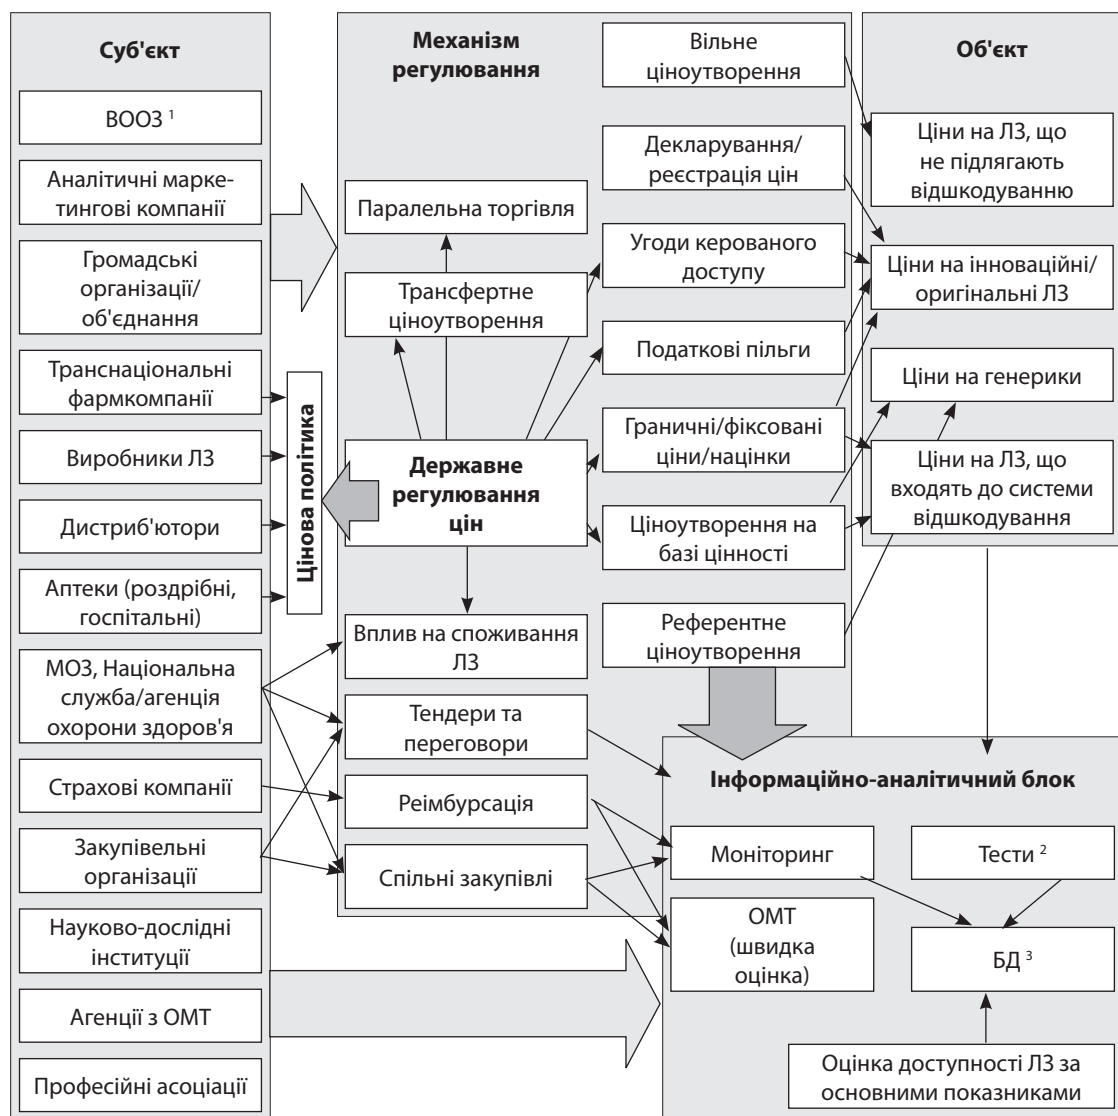 Суб'єкт
ВООЗ 1
Аналітичні марке-
тингові компанії
Громадські
організації/
об'єднання
Транснаціональні
фармкомпанії
Виробники ЛЗ
Дистриб'ютори
Аптеки (роздрібні,
госпітальні)
МОЗ, Національна
служба/агенція
охорони здоров'я
Страхові компанії
Закупівельні
організації
Науково-дослідні
інституції
Агенції з ОМТ
Професійні асоціації
Цінова політика
Механізм
регулювання
Паралельна торгівля
Трансфертне
ціноутворення
Державне
регулювання
цін
Вплив на споживання
ЛЗ
Тендери та
переговори
Реімбурсація
Спільні закупівлі
Вільне
ціноутворення
Декларування/
реєстрація цін
Угоди керованого
доступу
Податкові пільги
Граничні/фіксовані
ціни/націнки
Ціноутворення на
базі цінності
Референтне
ціноутворення
Об'єкт
Ціни на ЛЗ, що
не підлягають
відшкодуванню
Ціни на інноваційні/
оригінальні ЛЗ
Ціни на генерики
Ціни на ЛЗ, що
входять до системи
відшкодування
Інформаційно-аналітичний блок
Моніторинг
Тести 2
ОМТ
(швидка
оцінка)
БД 3
Оцінка доступності ЛЗ за
основними показниками